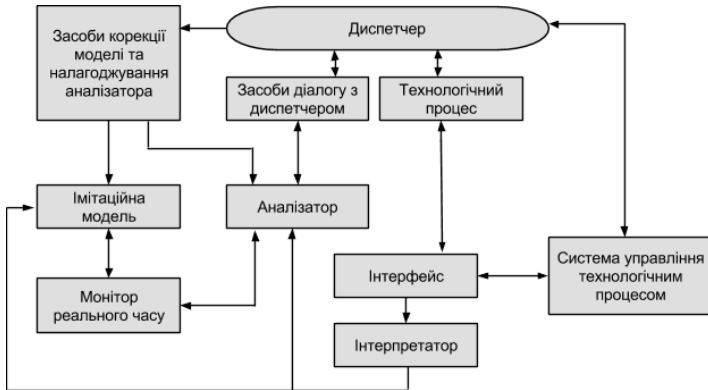 Засоби корекції
моделі та
налагоджування
аналізатора
Диспетчер
Засоби діалогу з
диспетчером
Технологічний
процес
Імітаційна
модель
Аналізатор
Монітор
реального часу
Інтерфейс
Інтерпретатор
Система управління
технологічним
процесом